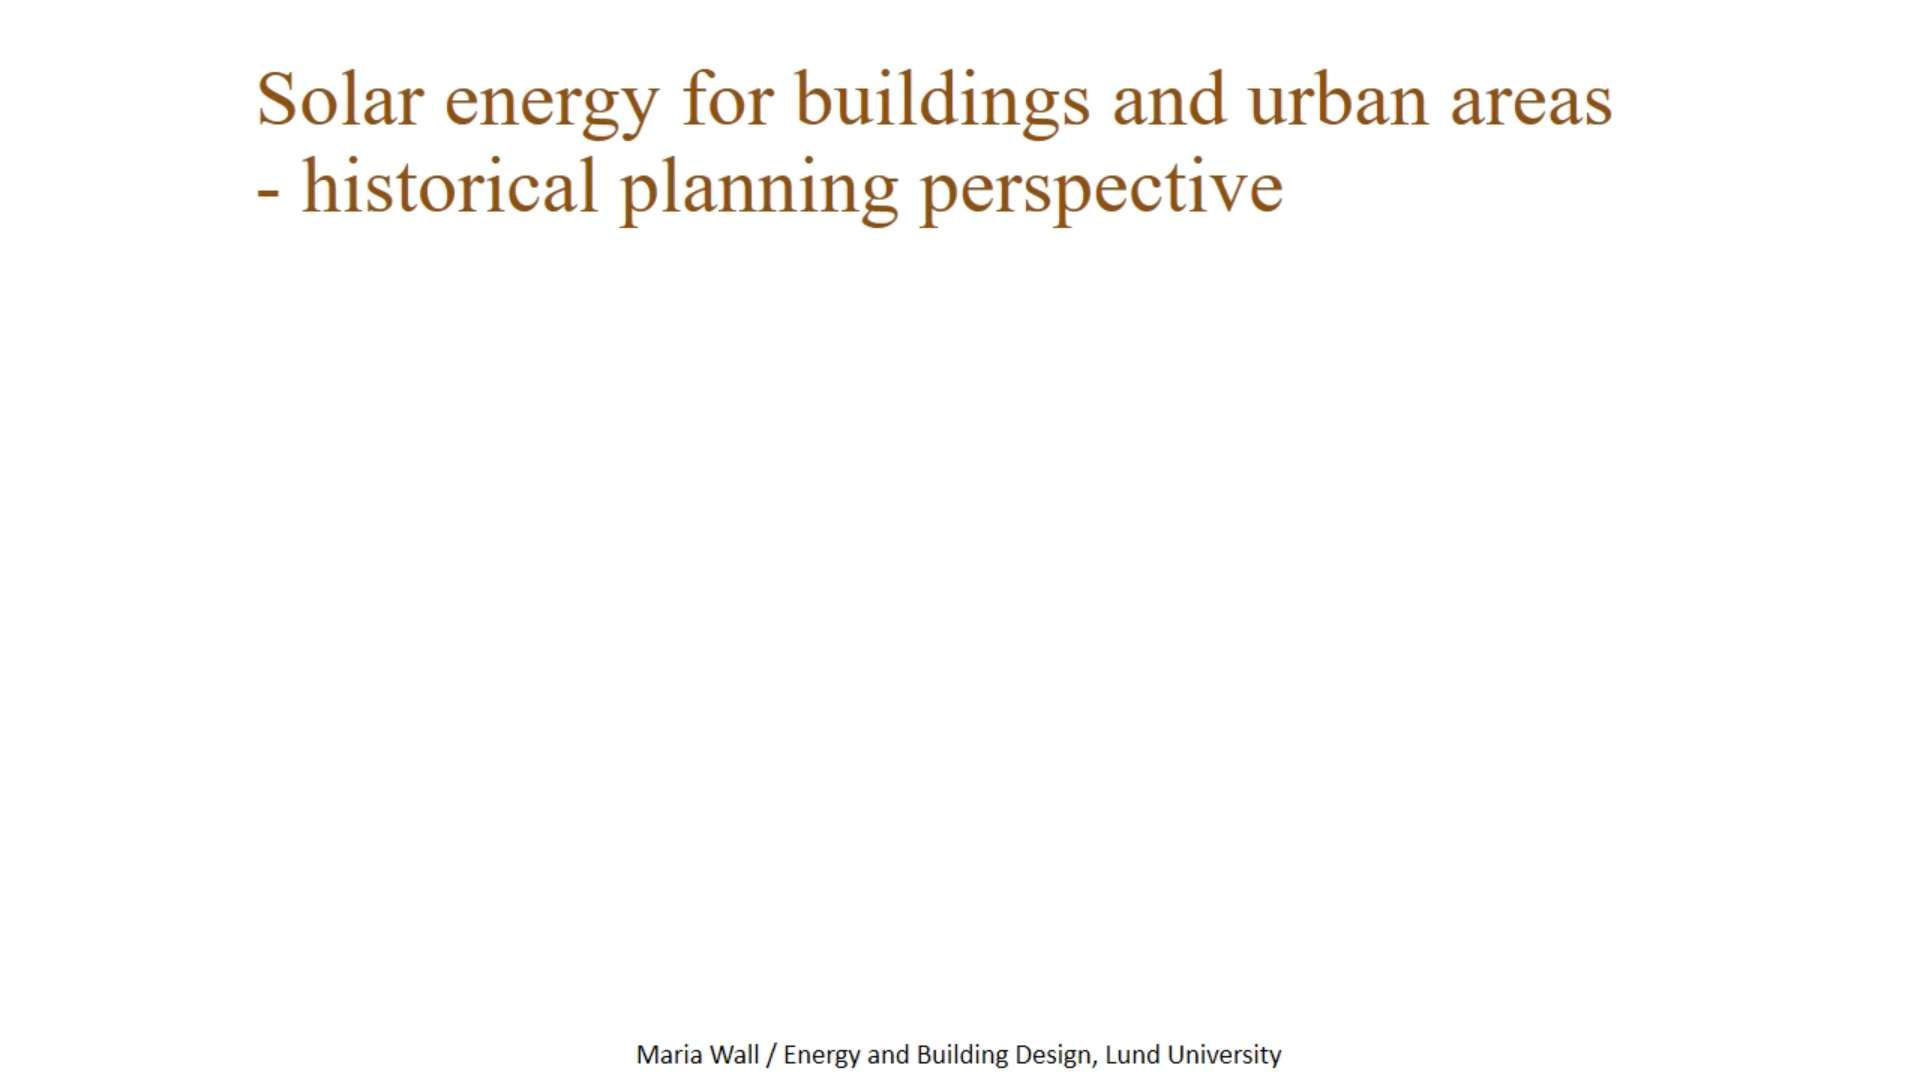 Solar energy for buildings and urban areas
- historical planning perspective
Maria Wall / Energy and Building Design, Lund University